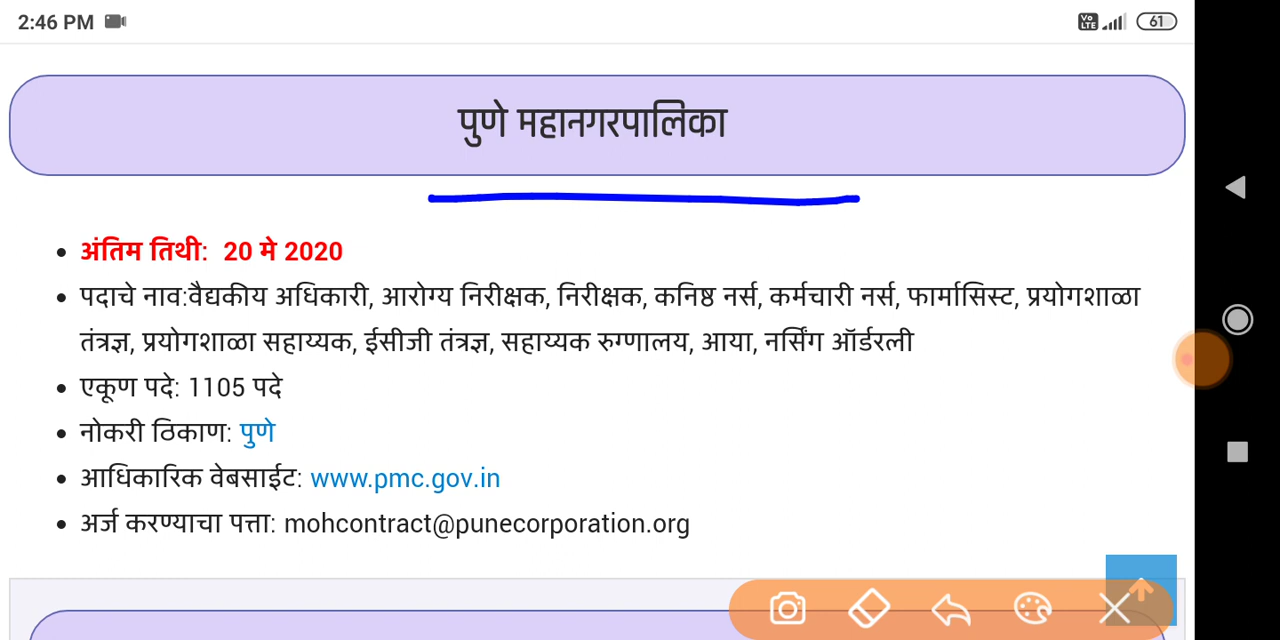 2:46 PM
Vo LTE
61
पुणे महानगरपालिका
अंतिम तिथी: 20 मे 2020
पदाचे नाव:वैद्यकीय अधिकारी, आरोग्य निरीक्षक, निरीक्षक, कनिष्ठ नर्स, कर्मचारी नर्स, फार्मासिस्ट, प्रयोगशाळा
तंत्रज्ञ, प्रयोगशाळा सहाय्यक, ईसीजी तंत्रज्ञ, सहाय्यक रुग्णालय, आया, नर्सिंग ऑर्डरली
एकूण पदे: 1105 पदे
नोकरी ठिकाण: पुणे
आधिकारिक वेबसाईट: www.pmc.gov.in
अर्ज करण्याचा पत्ता: mohcontract@punecorporation.org